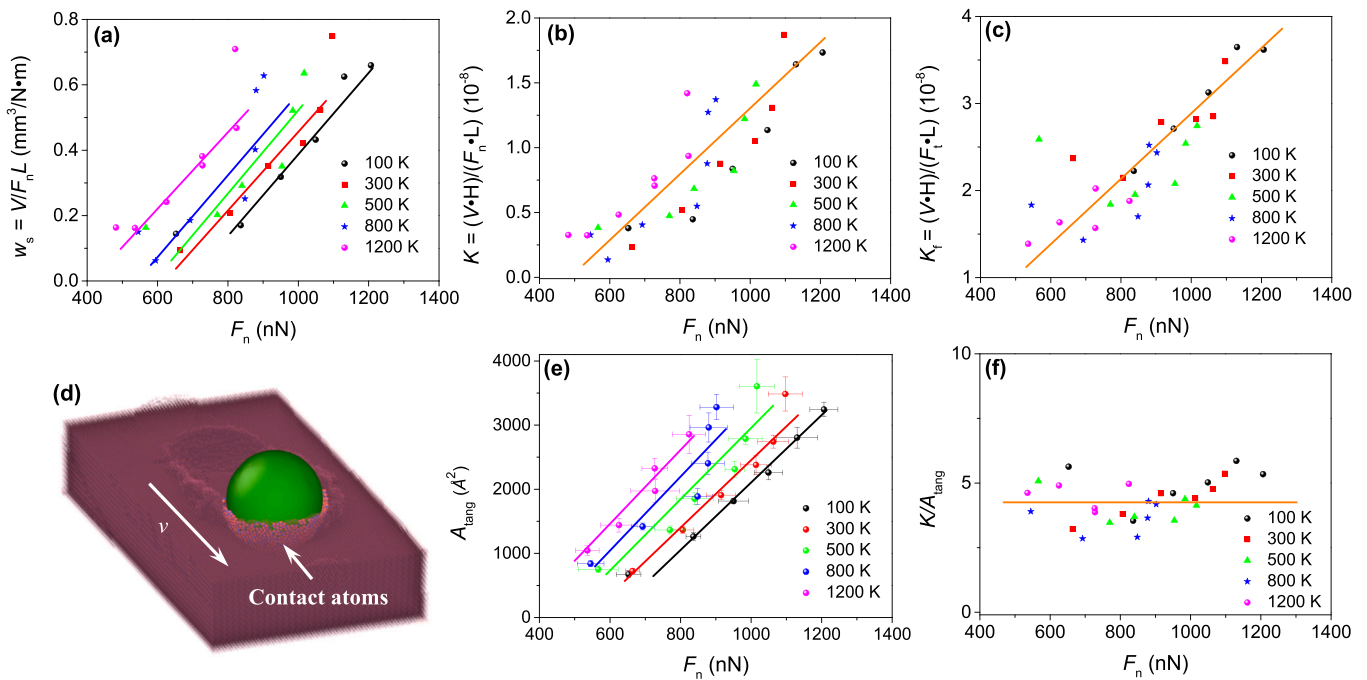 (a)
w_s = V/F_nL (mm³/N•m)
0.8
0.6
0.4
0.2
0.0
100 K
300 K
500 K
800 K
1200 K
400 600 800 1000 1200 1400
F_n (nN)
(b)
K = (V•H)/(F_n•L) (10⁻⁸)
2.0
1.5
1.0
0.5
0.0
100 K
300 K
500 K
800 K
1200 K
400 600 800 1000 1200 1400
F_n (nN)
(c)
K_f = (V•H)/(F_t•L) (10⁻⁸)
4
3
2
1
100 K
300 K
500 K
800 K
1200 K
400 600 800 1000 1200 1400
F_n (nN)
(d)
v
Contact atoms
(e)
A_tang (Å²)
4000
3000
2000
1000
0
100 K
300 K
500 K
800 K
1200 K
400 600 800 1000 1200 1400
F_n (nN)
(f)
K/A_tang
10
5
0
100 K
300 K
500 K
800 K
1200 K
400 600 800 1000 1200 1400
F_n (nN)